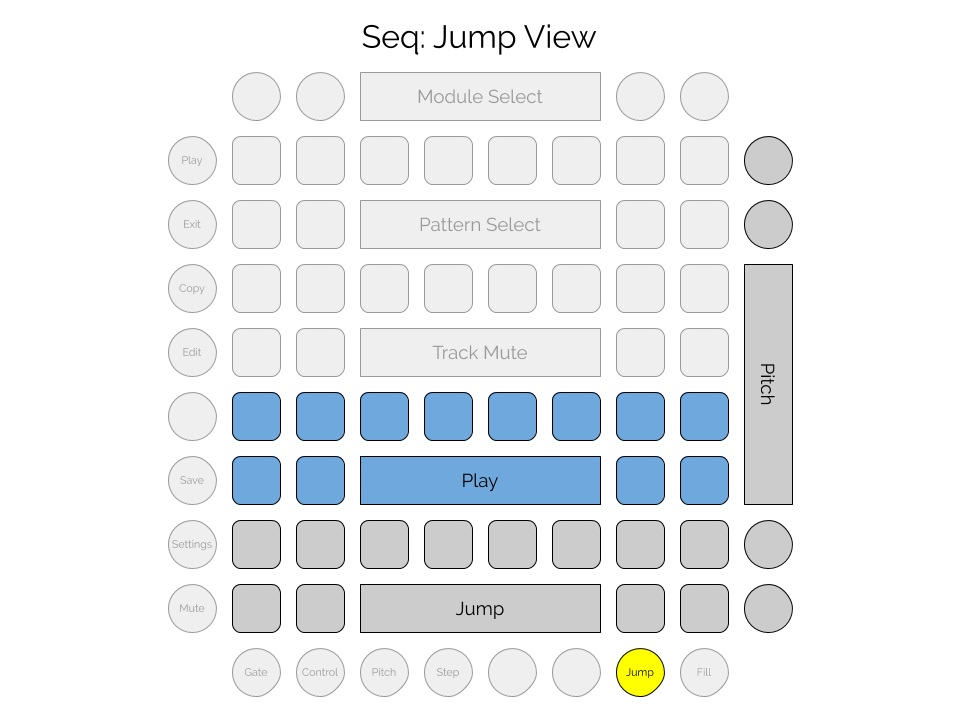 Seq: Jump View
Module Select
Play
Exit
Pattern Select
Copy
Edit
Track Mute
Pitch
Save
Play
Settings
Mute
Jump
Gate
Control
Pitch
Step
Jump
Fill